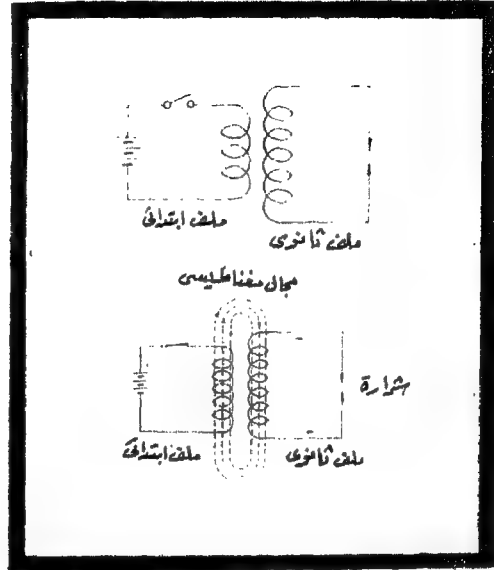 ملف ابتدائى
ملف ثانوى
مجال مغناطيسى
شرارة
ملف ابتدائى
ملف ثانوى